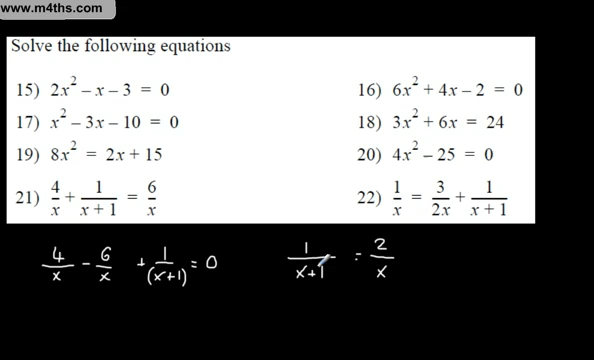 www.m4ths.com
Solve the following equations
15) 2x² – x – 3 = 0 16) 6x² + 4x – 2 = 0
17) x² – 3x – 10 = 0 18) 3x² + 6x = 24
19) 8x² = 2x + 15 20) 4x² – 25 = 0
21) 4/x + 1/(x + 1) = 6/x 22) 1/x = 3/(2x) + 1/(x + 1)
4/x - 6/x + 1/(x+1) = 0 1/(x+1) = 2/x